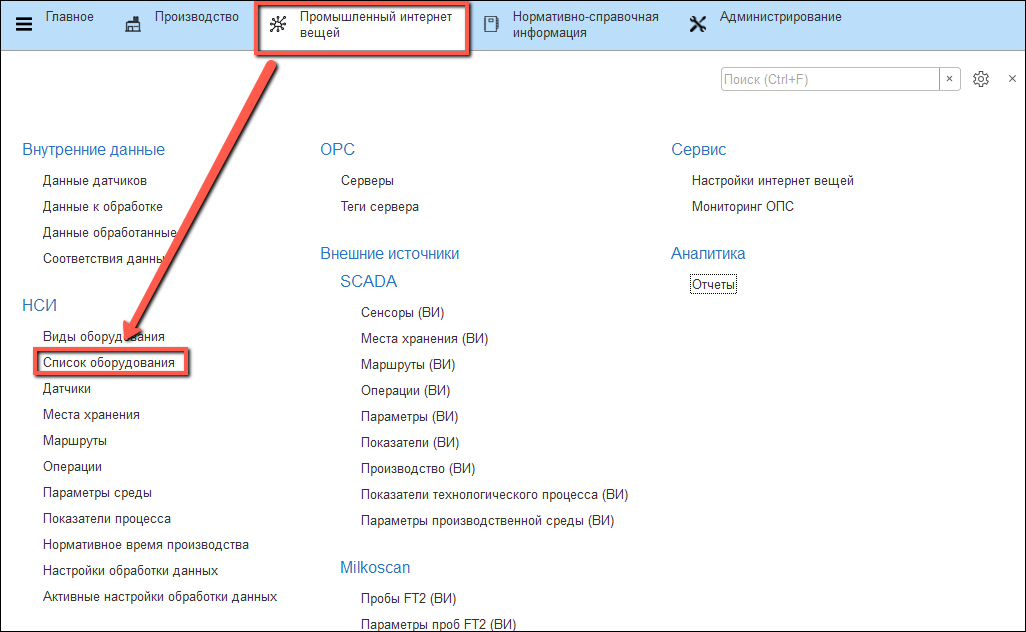 Главное
Производство
Промышленный интернет
вещей
Нормативно-справочная
информация
Администрирование
Поиск (Ctrl+F)
Внутренние данные
Данные датчиков
Данные к обработке
Данные обработанные
Соответствия данных
НСИ
Виды оборудования
Список оборудования
Датчики
Места хранения
Маршруты
Операции
Параметры среды
Показатели процесса
Нормативное время производства
Настройки обработки данных
Активные настройки обработки данных
OPC
Серверы
Теги сервера
Внешние источники
SCADA
Сенсоры (ВИ)
Места хранения (ВИ)
Маршруты (ВИ)
Операции (ВИ)
Параметры (ВИ)
Показатели (ВИ)
Производство (ВИ)
Показатели технологического процесса (ВИ)
Параметры производственной среды (ВИ)
Milkoscan
Пробы FT2 (ВИ)
Параметры проб FT2 (ВИ)
Сервис
Настройки интернет вещей
Мониторинг ОПС
Аналитика
Отчеты